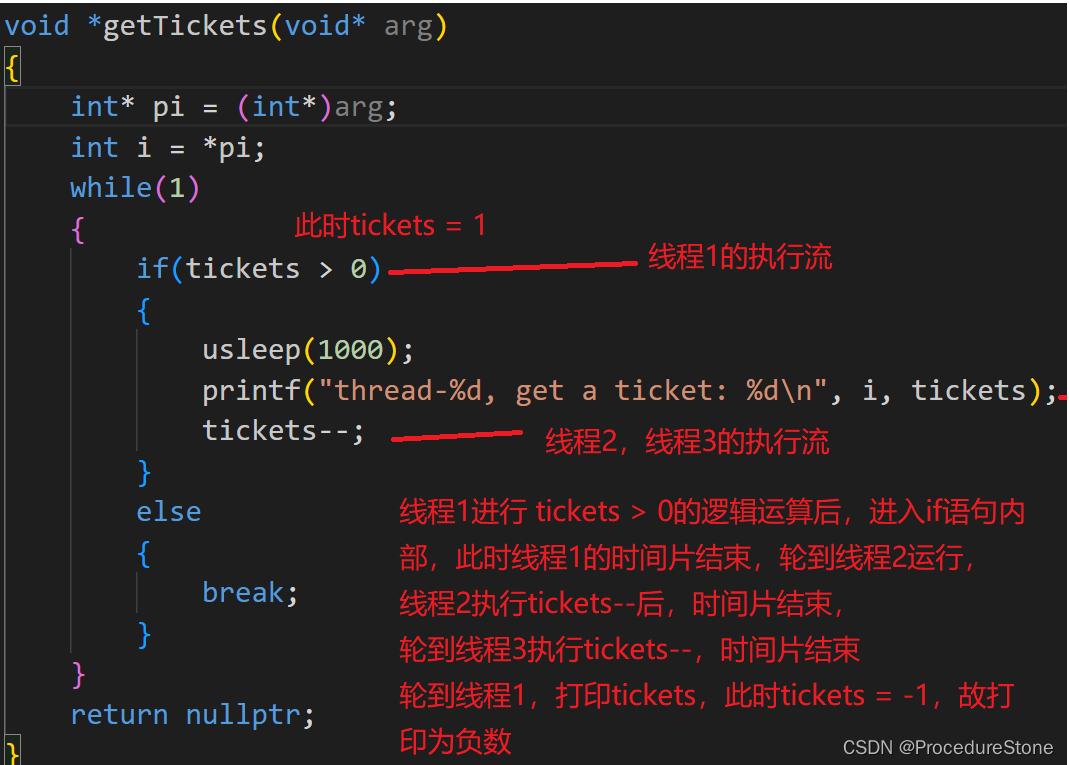 void *getTickets(void* arg)
{
int* pi = (int*)arg;
int i = *pi;
while(1)
{
此时tickets = 1
if(tickets > 0)
线程1的执行流
{
usleep(1000);
printf("thread-%d, get a ticket: %d\n", i, tickets);
tickets--;
线程2，线程3的执行流
}
else
{
break;
}
}
return nullptr;
}
线程1进行 tickets > 0的逻辑运算后，进入if语句内
部，此时线程1的时间片结束，轮到线程2运行，
线程2执行tickets--后，时间片结束，
轮到线程3执行tickets--，时间片结束
轮到线程1，打印tickets，此时tickets = -1，故打
印为负数
CSDN @ProcedureStone